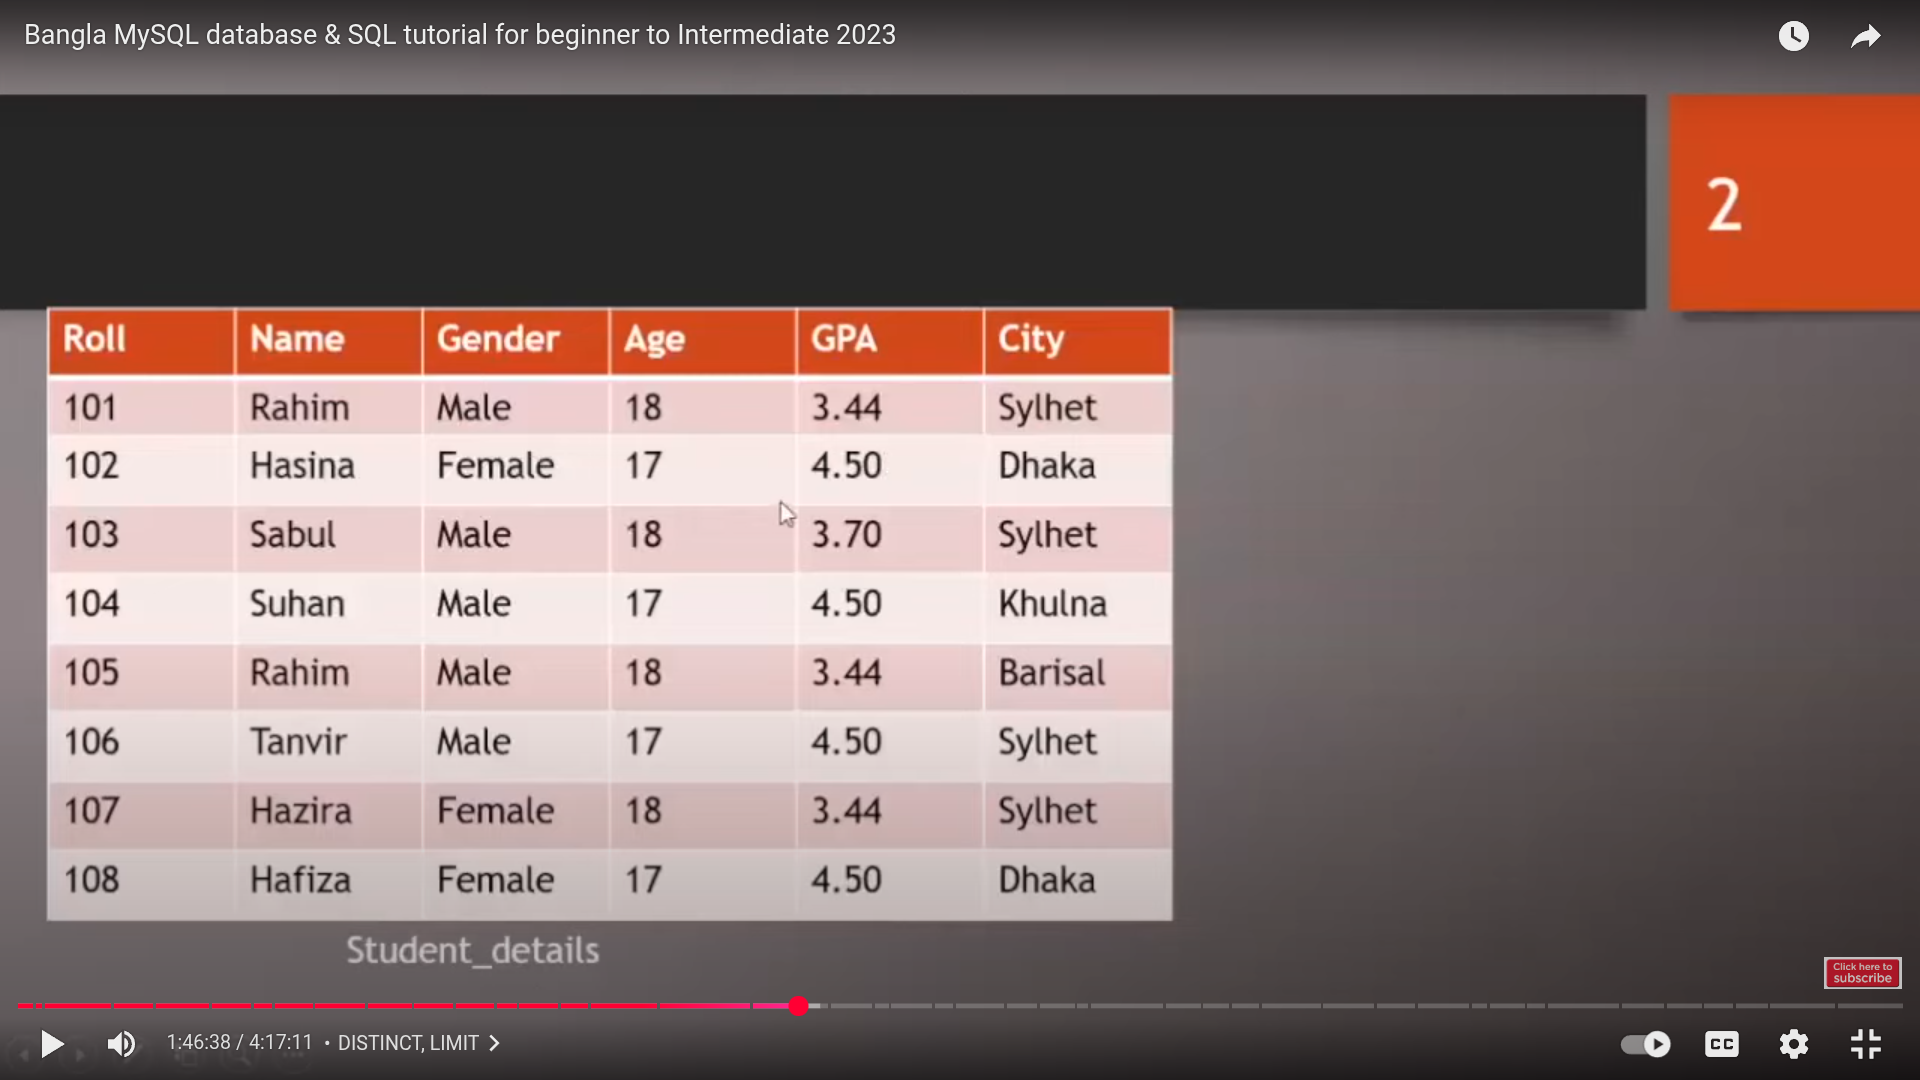 Bangla MySQL database & SQL tutorial for beginner to Intermediate 2023
2
Roll Name Gender Age GPA City
101 Rahim Male 18 3.44 Sylhet
102 Hasina Female 17 4.50 Dhaka
103 Sabul Male 18 3.70 Sylhet
104 Suhan Male 17 4.50 Khulna
105 Rahim Male 18 3.44 Barisal
106 Tanvir Male 17 4.50 Sylhet
107 Hazira Female 18 3.44 Sylhet
108 Hafiza Female 17 4.50 Dhaka
Student_details
Click here to
subscribe
1:46:38 / 4:17:11 • DISTINCT, LIMIT
CC